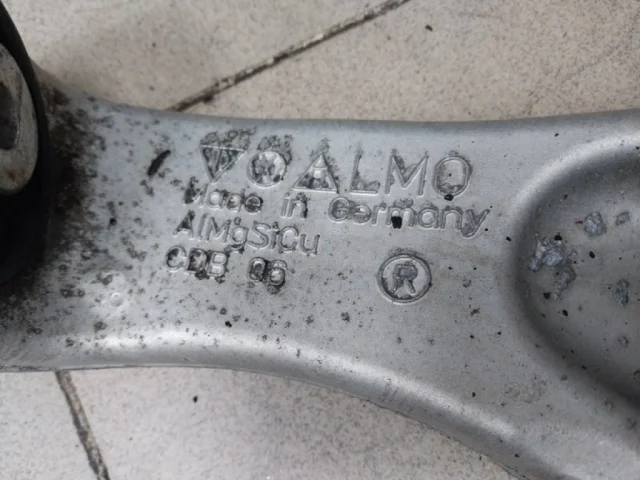 ALMO
Made in Germany
AlMgSiCu
CDB 06
R